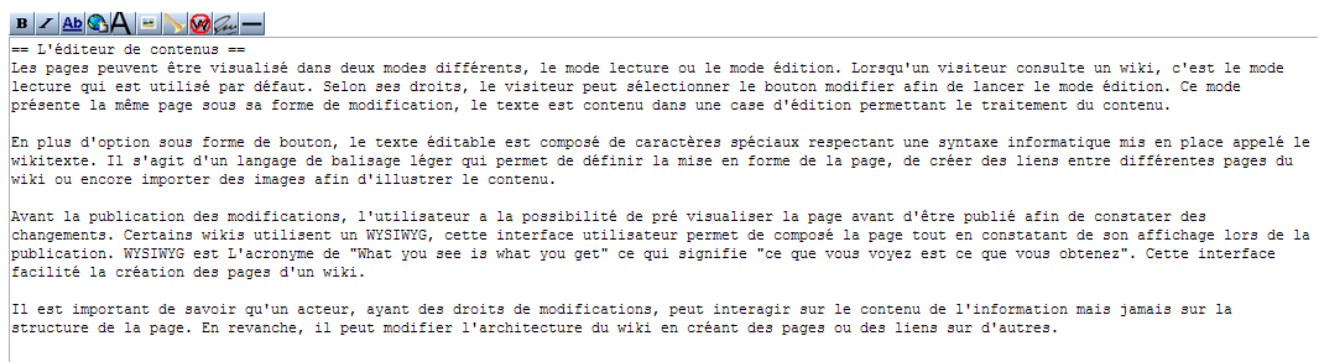 B I Ab A W
== L'éditeur de contenus ==
Les pages peuvent être visualisé dans deux modes différents, le mode lecture ou le mode édition. Lorsqu'un visiteur consulte un wiki, c'est le mode
lecture qui est utilisé par défaut. Selon ses droits, le visiteur peut sélectionner le bouton modifier afin de lancer le mode édition. Ce mode
présente la même page sous sa forme de modification, le texte est contenu dans une case d'édition permettant le traitement du contenu.
En plus d'option sous forme de bouton, le texte éditable est composé de caractères spéciaux respectant une syntaxe informatique mis en place appelé le
wikitexte. Il s'agit d'un langage de balisage léger qui permet de définir la mise en forme de la page, de créer des liens entre différentes pages du
wiki ou encore importer des images afin d'illustrer le contenu.
Avant la publication des modifications, l'utilisateur a la possibilité de pré visualiser la page avant d'être publié afin de constater des
changements. Certains wikis utilisent un WYSIWYG, cette interface utilisateur permet de composé la page tout en constatant de son affichage lors de la
publication. WYSIWYG est L'acronyme de "What you see is what you get" ce qui signifie "ce que vous voyez est ce que vous obtenez". Cette interface
facilité la création des pages d'un wiki.
Il est important de savoir qu'un acteur, ayant des droits de modifications, peut interagir sur le contenu de l'information mais jamais sur la
structure de la page. En revanche, il peut modifier l'architecture du wiki en créant des pages ou des liens sur d'autres.